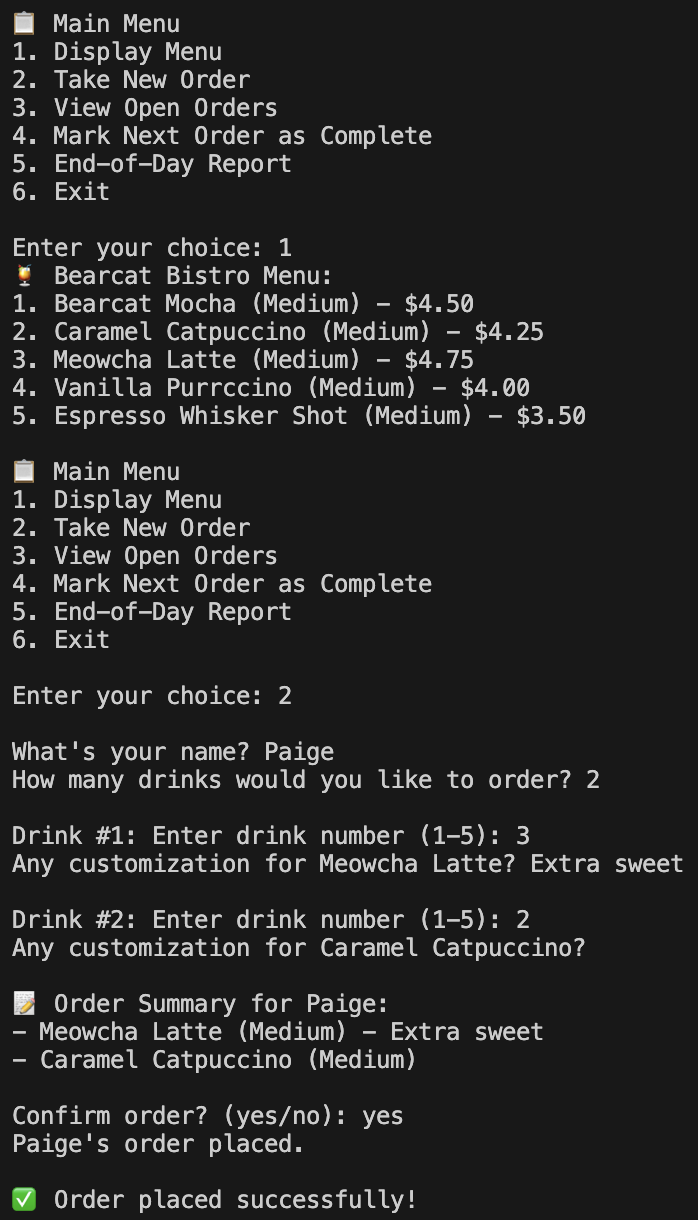 📋 Main Menu
1. Display Menu
2. Take New Order
3. View Open Orders
4. Mark Next Order as Complete
5. End-of-Day Report
6. Exit

Enter your choice: 1
🍹 Bearcat Bistro Menu:
1. Bearcat Mocha (Medium) - $4.50
2. Caramel Catpuccino (Medium) - $4.25
3. Meowcha Latte (Medium) - $4.75
4. Vanilla Purrccino (Medium) - $4.00
5. Espresso Whisker Shot (Medium) - $3.50

📋 Main Menu
1. Display Menu
2. Take New Order
3. View Open Orders
4. Mark Next Order as Complete
5. End-of-Day Report
6. Exit

Enter your choice: 2

What's your name? Paige
How many drinks would you like to order? 2

Drink #1: Enter drink number (1-5): 3
Any customization for Meowcha Latte? Extra sweet

Drink #2: Enter drink number (1-5): 2
Any customization for Caramel Catpuccino?

📝 Order Summary for Paige:
- Meowcha Latte (Medium) - Extra sweet
- Caramel Catpuccino (Medium)

Confirm order? (yes/no): yes
Paige's order placed.

✅ Order placed successfully!